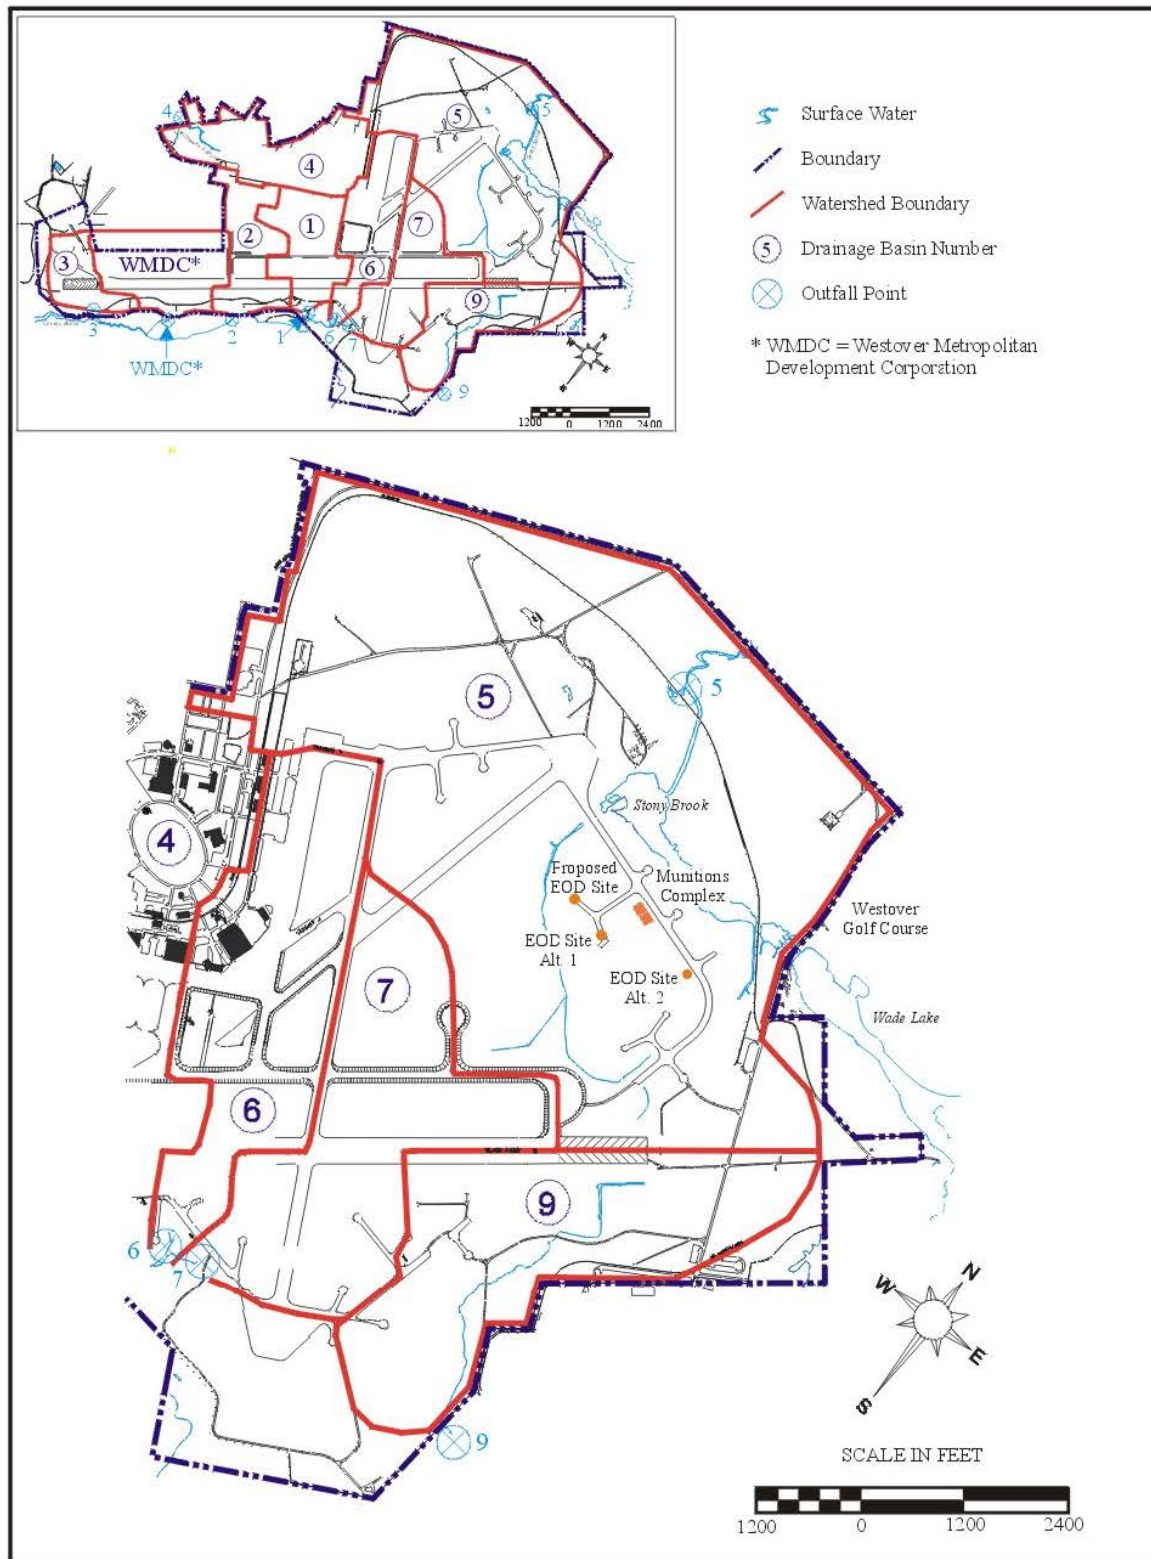 5
4
5
4
1
7
2
3
WMDC*
6
9
3
2
1
6
7
WMDC*
9
1200 0 1200 2400
Surface Water
Boundary
Watershed Boundary
5 Drainage Basin Number
Outfall Point
* WMDC = Westover Metropolitan
Development Corporation
5
5
Stony Brook
4
Proposed
EOD Site
Munitions
Complex
Westover
Golf Course
EOD Site
Alt. 1
7
EOD Site
Alt. 2
Wade Lake
6
9
6
7
N
W
E
S
9
SCALE IN FEET
1200 0 1200 2400